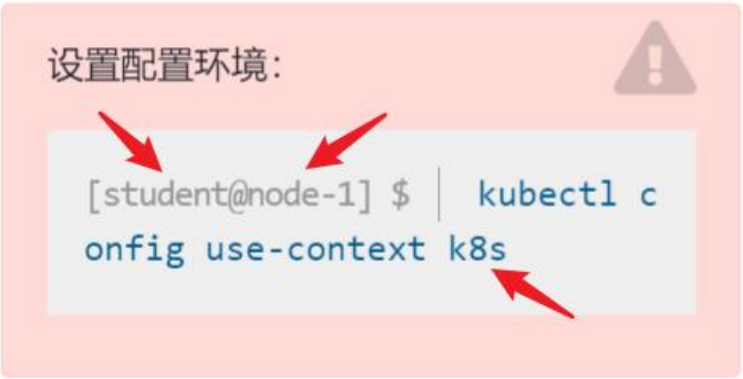 设置配置环境：
[student@node-1] $ | kubectl c
onfig use-context k8s